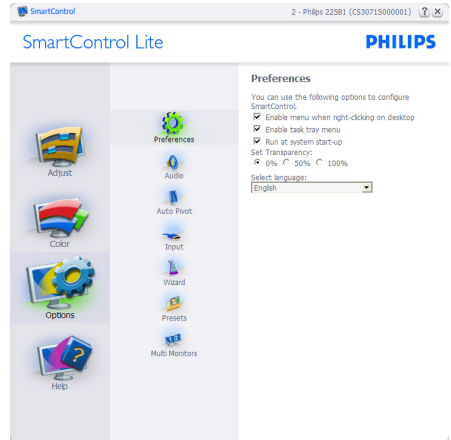 SmartControl
2 - Philips 225B1 (CS30715000001)
? X
SmartControl Lite
PHILIPS
Adjust
Color
Options
Help
Preferences
Audio
Auto Pivot
Input
Wizard
Presets
Multi Monitors
Preferences
You can use the following options to configure
SmartControl.
Enable menu when right-clicking on desktop
Enable task tray menu
Run at system start-up
Set Transparency:
0% 50% 100%
Select language:
English